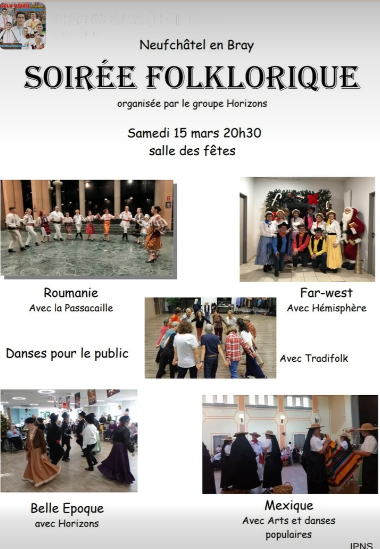 Neufchâtel en Bray
SOIRÉE FOLKLORIQUE
organisée par le groupe Horizons
Samedi 15 mars 20h30
salle des fêtes
Roumanie
Avec la Passacaille
Far-west
Avec Hémisphère
Danses pour le public
Avec Tradifolk
Belle Epoque
avec Horizons
Mexique
Avec Arts et danses
populaires
IPNS